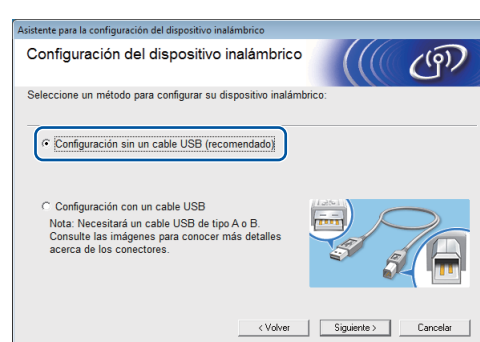 Asistente para la configuración del dispositivo inalámbrico
Configuración del dispositivo inalámbrico
Seleccione un método para configurar su dispositivo inalámbrico:
Configuración sin un cable USB (recomendado)
Configuración con un cable USB
Nota: Necesitará un cable USB de tipo A o B.
Consulte las imágenes para conocer más detalles
acerca de los conectores.
< Volver
Siguiente >
Cancelar